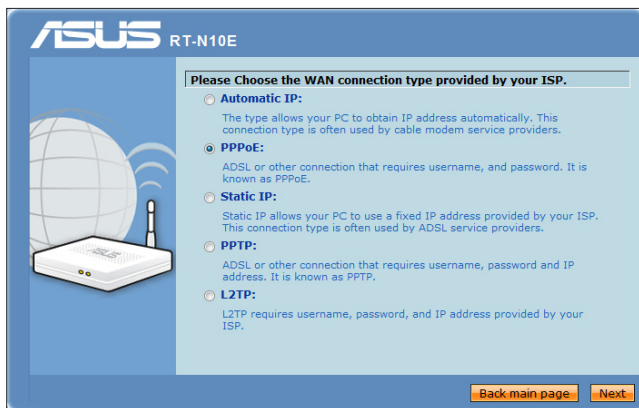 ASUS RT-N10E
Please Choose the WAN connection type provided by your ISP.
Automatic IP:
The type allows your PC to obtain IP address automatically. This
connection type is often used by cable modem service providers.
PPPoE:
ADSL or other connection that requires username, and password. It is
known as PPPoE.
Static IP:
Static IP allows your PC to use a fixed IP address provided by your ISP.
This connection type is often used by ADSL service providers.
PPTP:
ADSL or other connection that requires username, password and IP
address. It is known as PPTP.
L2TP:
L2TP requires username, password, and IP address provided by your
ISP.
ASUS
Back main page Next